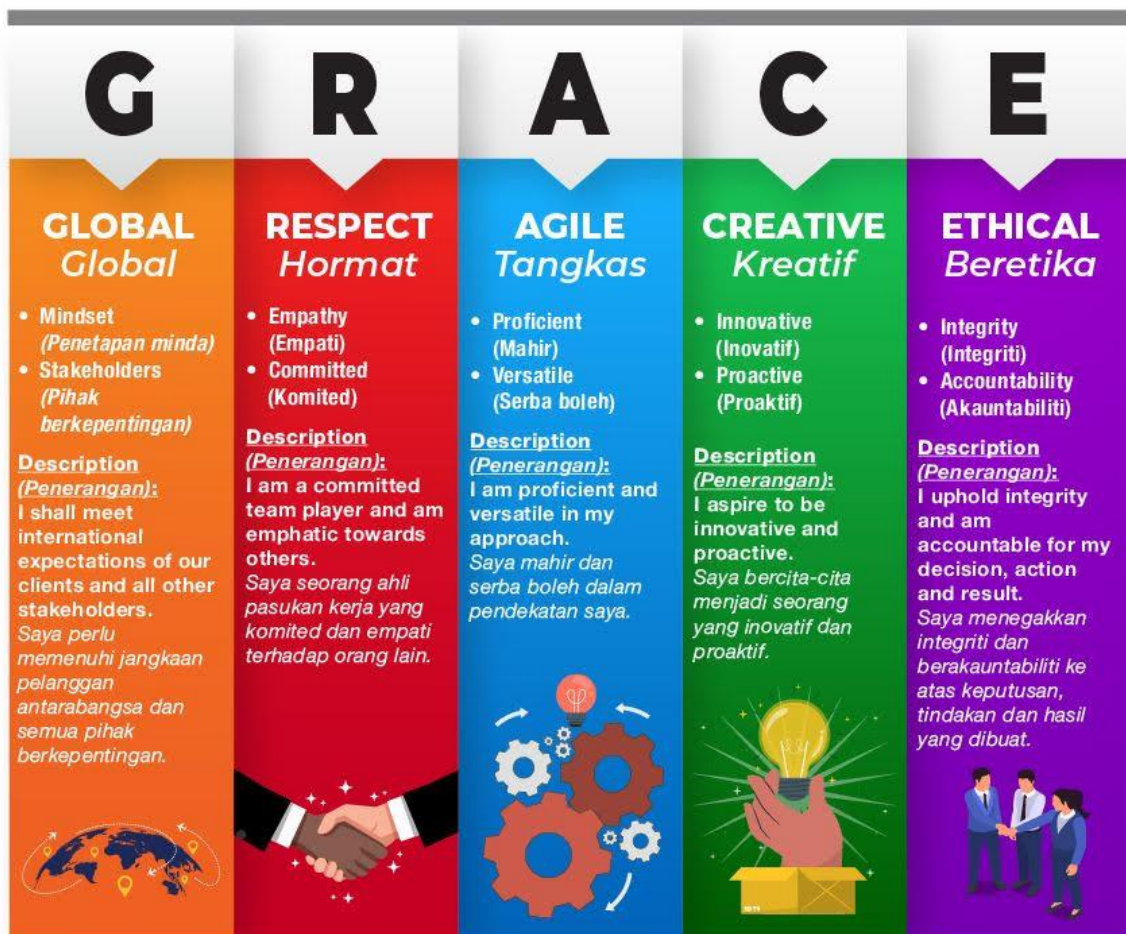 G
R
A
C
E
GLOBAL
Global
• Mindset
(Penetapan minda)
• Stakeholders
(Pihak
berkepentingan)
Description
(Penerangan):
I shall meet
international
expectations of our
clients and all other
stakeholders.
Saya perlu
memenuhi jangkaan
pelanggan
antarabangsa dan
semua pihak
berkepentingan.
RESPECT
Hormat
• Empathy
(Empati)
• Committed
(Komited)
Description
(Penerangan):
I am a committed
team player and am
emphatic towards
others.
Saya seorang ahli
pasukan kerja yang
komited dan empati
terhadap orang lain.
AGILE
Tangkas
• Proficient
(Mahir)
• Versatile
(Serba boleh)
Description
(Penerangan):
I am proficient and
versatile in my
approach.
Saya mahir dan
serba boleh dalam
pendekatan saya.
CREATIVE
Kreatif
• Innovative
(Inovatif)
• Proactive
(Proaktif)
Description
(Penerangan):
I aspire to be
innovative and
proactive.
Saya bercita-cita
menjadi seorang
yang inovatif dan
proaktif.
ETHICAL
Beretika
• Integrity
(Integriti)
• Accountability
(Akauntabiliti)
Description
(Penerangan):
I uphold integrity
and am
accountable for my
decision, action
and result.
Saya menegakkan
integriti dan
berakauntabiliti ke
atas keputusan,
tindakan dan hasil
yang dibuat.